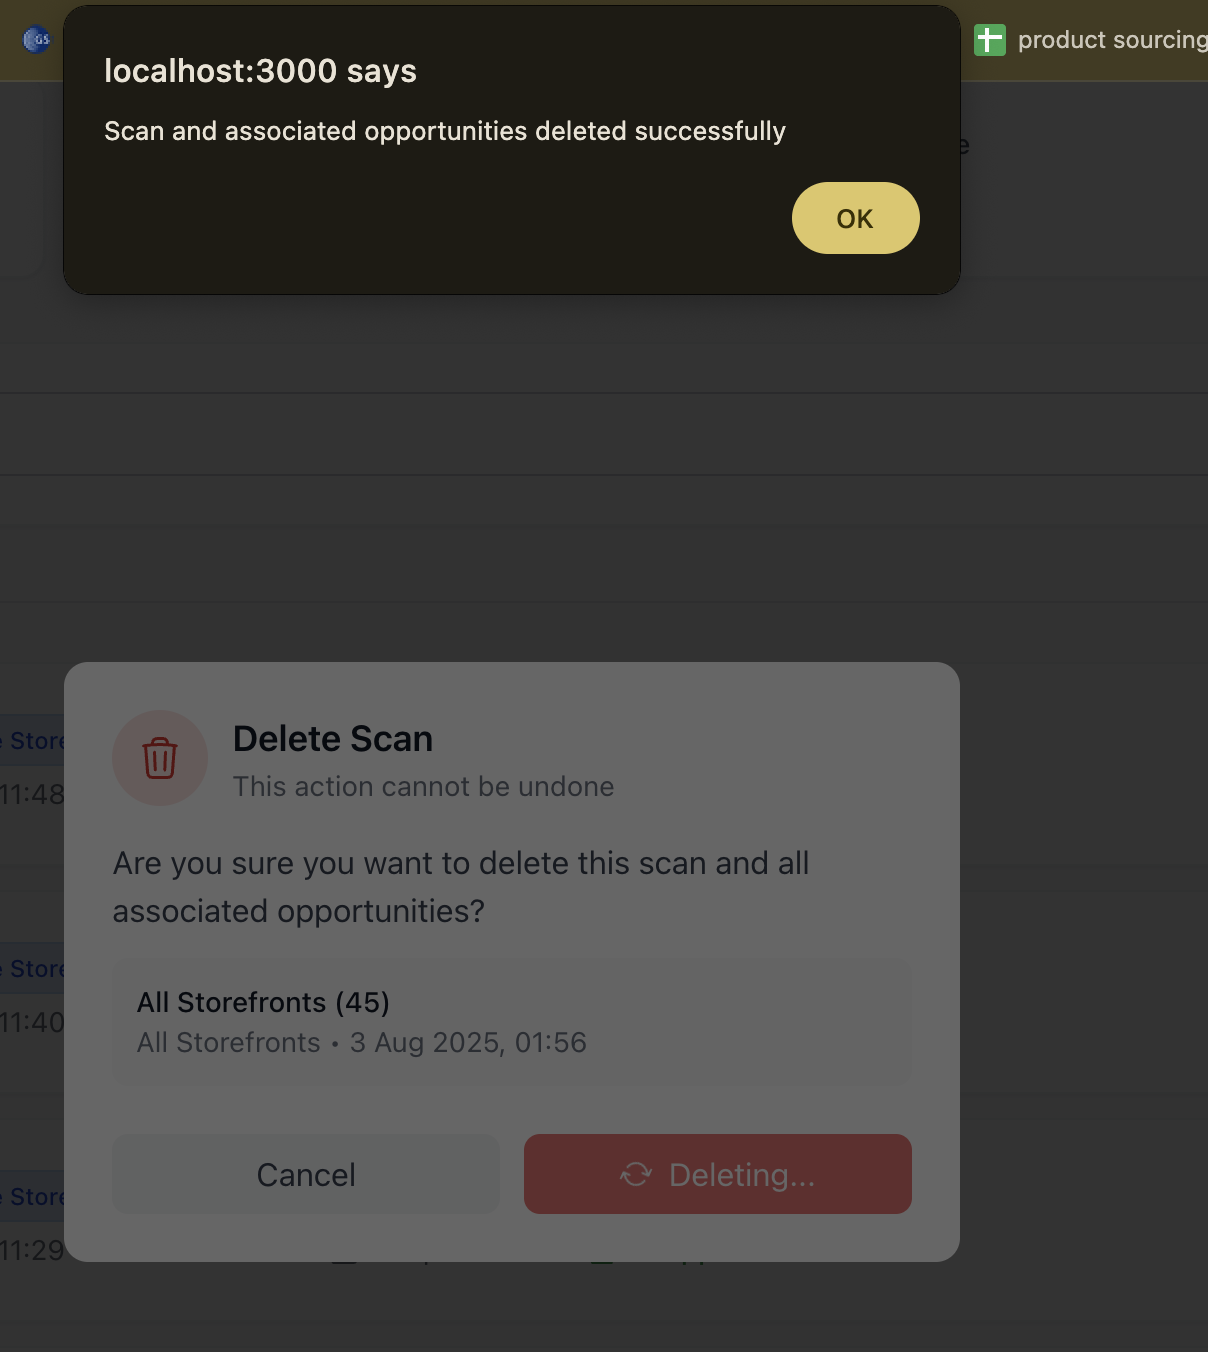 GS
product sourcing
localhost:3000 says
Scan and associated opportunities deleted successfully
OK
e
e Store
11:48
e Store
11:40
e Store
11:29
Delete Scan
This action cannot be undone
Are you sure you want to delete this scan and all
associated opportunities?
All Storefronts (45)
All Storefronts • 3 Aug 2025, 01:56
Cancel
Deleting...